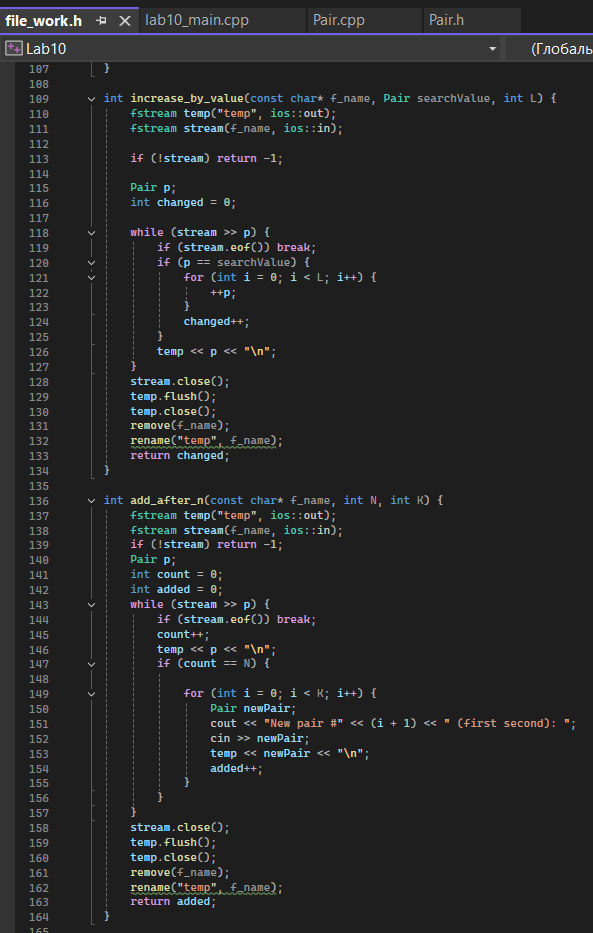 file_work.h lab10_main.cpp Pair.cpp Pair.h
Lab10 (Глобаль
107 }
108
109 int increase_by_value(const char* f_name, Pair searchValue, int L) {
110 fstream temp("temp", ios::out);
111 fstream stream(f_name, ios::in);
112
113 if (!stream) return -1;
114
115 Pair p;
116 int changed = 0;
117
118 while (stream >> p) {
119 if (stream.eof()) break;
120 if (p == searchValue) {
121 for (int i = 0; i < L; i++) {
122 ++p;
123 }
124 changed++;
125 }
126 temp << p << "\n";
127 }
128 stream.close();
129 temp.flush();
130 temp.close();
131 remove(f_name);
132 rename("temp", f_name);
133 return changed;
134 }
135
136 int add_after_n(const char* f_name, int N, int K) {
137 fstream temp("temp", ios::out);
138 fstream stream(f_name, ios::in);
139 if (!stream) return -1;
140 Pair p;
141 int count = 0;
142 int added = 0;
143 while (stream >> p) {
144 if (stream.eof()) break;
145 count++;
146 temp << p << "\n";
147 if (count == N) {
148
149 for (int i = 0; i < K; i++) {
150 Pair newPair;
151 cout << "New pair #" << (i + 1) << " (first second): ";
152 cin >> newPair;
153 temp << newPair << "\n";
154 added++;
155 }
156 }
157 }
158 stream.close();
159 temp.flush();
160 temp.close();
161 remove(f_name);
162 rename("temp", f_name);
163 return added;
164 }
165